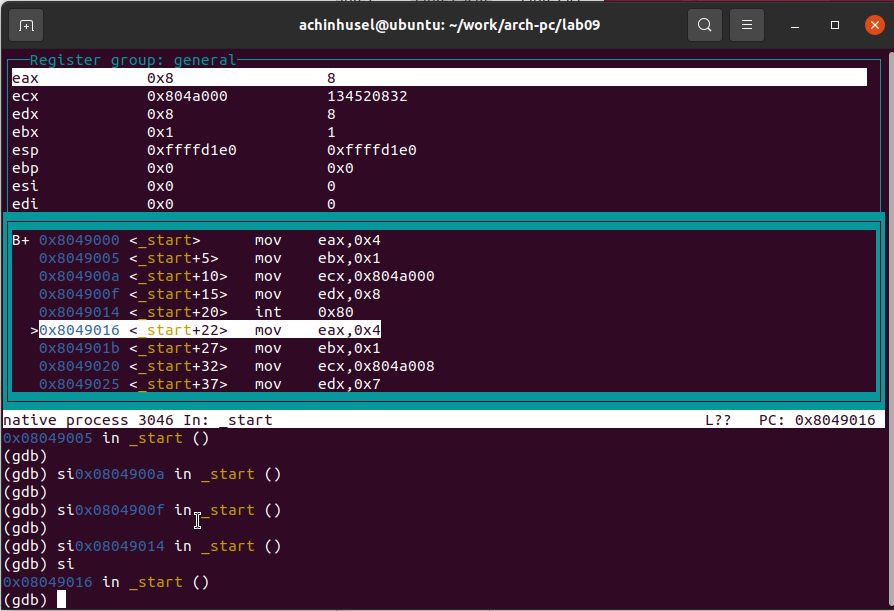 achinhusel@ubuntu: ~/work/arch-pc/lab09
Register group: general
eax 0x8 8
ecx 0x804a000 134520832
edx 0x8 8
ebx 0x1 1
esp 0xffffd1e0 0xffffd1e0
ebp 0x0 0x0
esi 0x0 0
edi 0x0 0
B+ 0x8049000 <_start> mov eax,0x4
0x8049005 <_start+5> mov ebx,0x1
0x804900a <_start+10> mov ecx,0x804a000
0x804900f <_start+15> mov edx,0x8
0x8049014 <_start+20> int 0x80
>0x8049016 <_start+22> mov eax,0x4
0x804901b <_start+27> mov ebx,0x1
0x8049020 <_start+32> mov ecx,0x804a008
0x8049025 <_start+37> mov edx,0x7
native process 3046 In: _start L?? PC: 0x8049016
0x08049005 in _start ()
(gdb)
(gdb) si0x0804900a in _start ()
(gdb)
(gdb) si0x0804900f in _start ()
(gdb)
(gdb) si0x08049014 in _start ()
(gdb) si
0x08049016 in _start ()
(gdb)